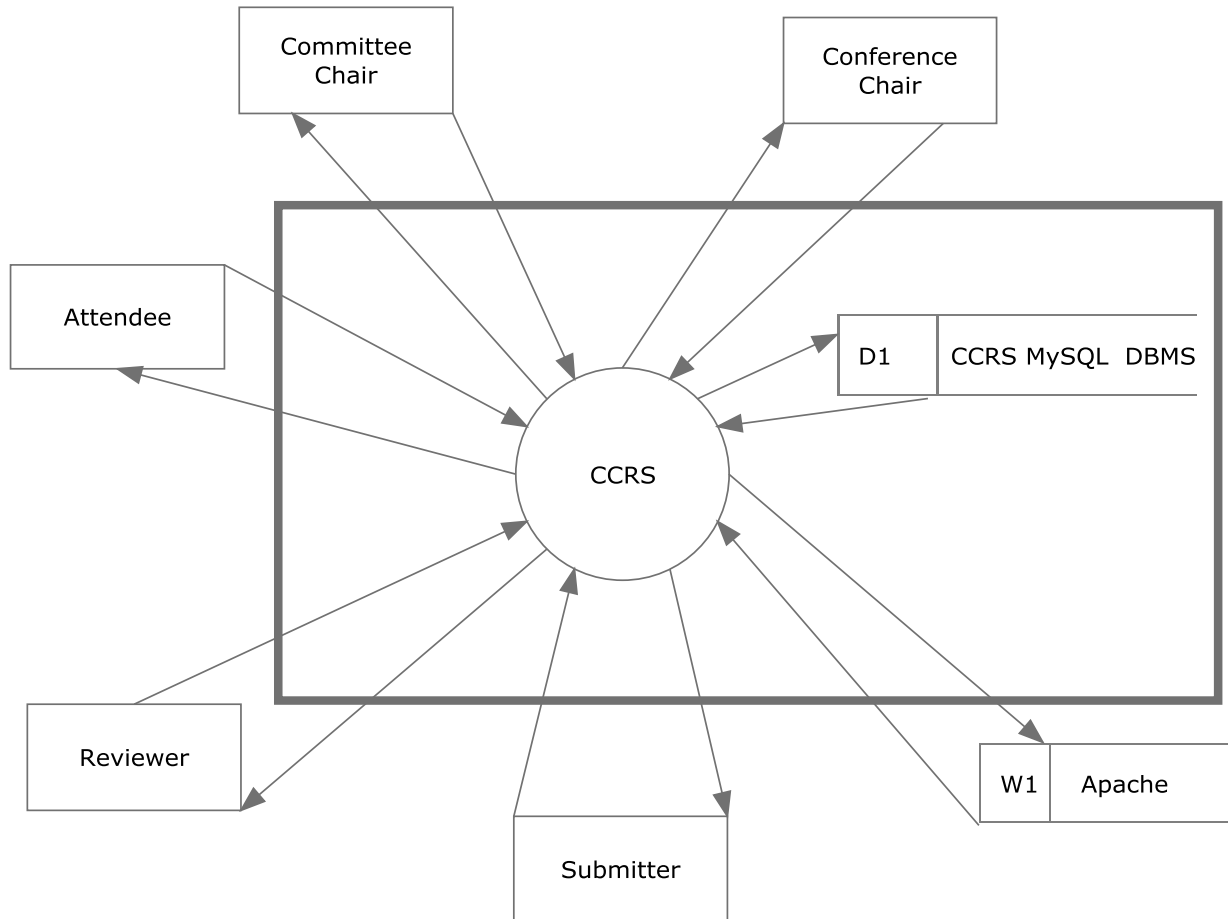 Committee
Chair
Conference
Chair
Attendee
D1 CCRS MySQL DBMS
CCRS
Reviewer
W1 Apache
Submitter